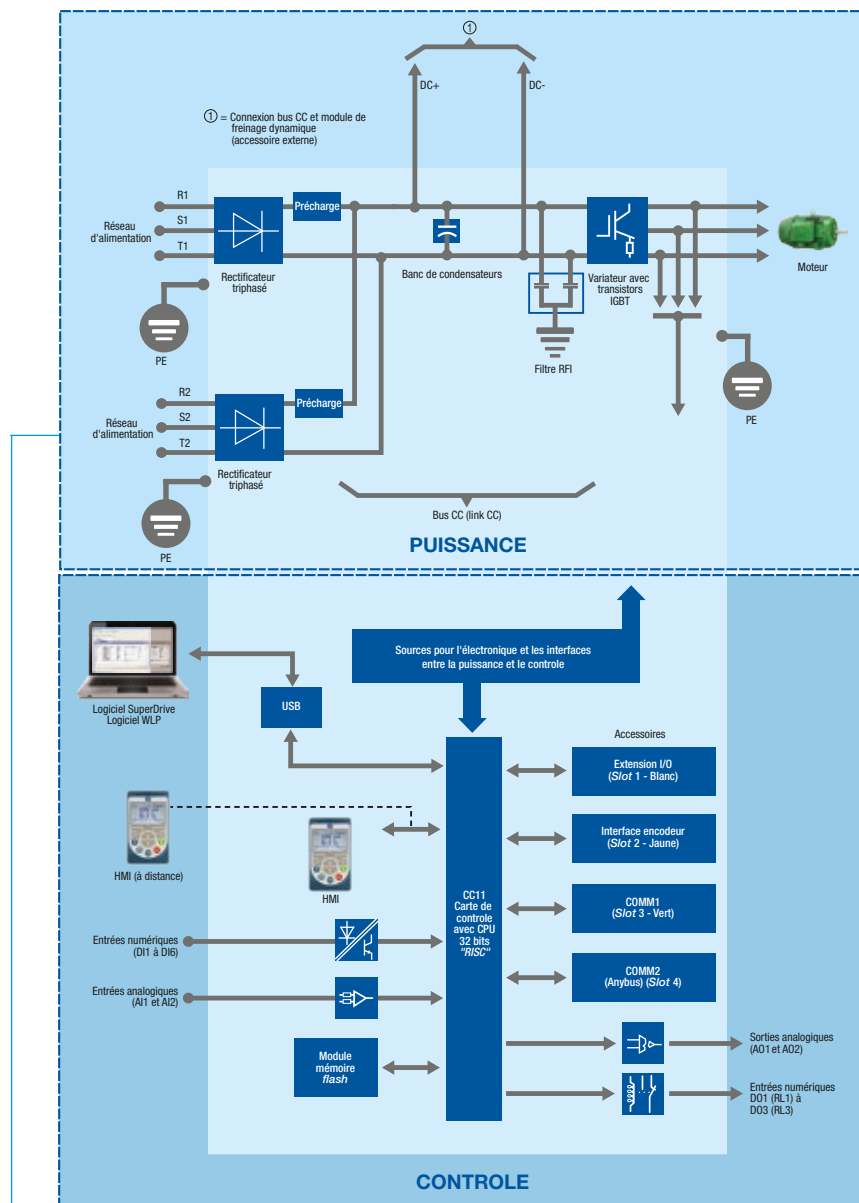 ①
DC+
DC-
① = Connexion bus CC et module de
freinage dynamique
(accessoire externe)
R1
Précharge
Réseau
d'alimentation
S1
T1
Rectificateur
triphasé
Banc de condensateurs
Variateur avec
transistors
IGBT
Moteur
PE
Filtre RFI
R2
Précharge
Réseau
d'alimentation
S2
T2
PE
Rectificateur
triphasé
PE
Bus CC (link CC)
PUISSANCE
Sources pour l'électronique et les interfaces
entre la puissance et le controle
Logiciel SuperDrive
Logiciel WLP
USB
Accessoires
Extension I/O
(Slot 1 - Blanc)
Interface encodeur
(Slot 2 - Jaune)
HMI (à distance)
HMI
CC11
Carte de
controle
avec CPU
32 bits
"RISC"
COMM1
(Slot 3 - Vert)
Entrées numériques
(DI1 à DI6)
COMM2
(Anybus) (Slot 4)
Entrées analogiques
(AI1 et AI2)
Sorties analogiques
(AO1 et AO2)
Module
mémoire
flash
Entrées numériques
DO1 (RL1) à
DO3 (RL3)
CONTROLE